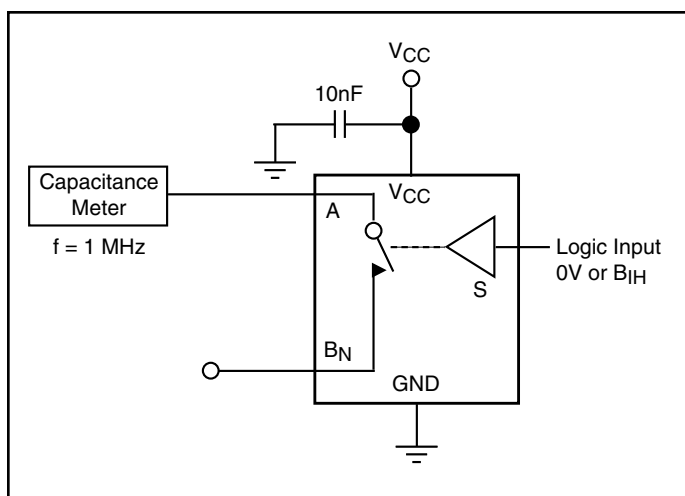 VCC
10nF
Capacitance
Meter
f = 1 MHz
VCC
A
Logic Input
0V or BIH
S
BN
GND